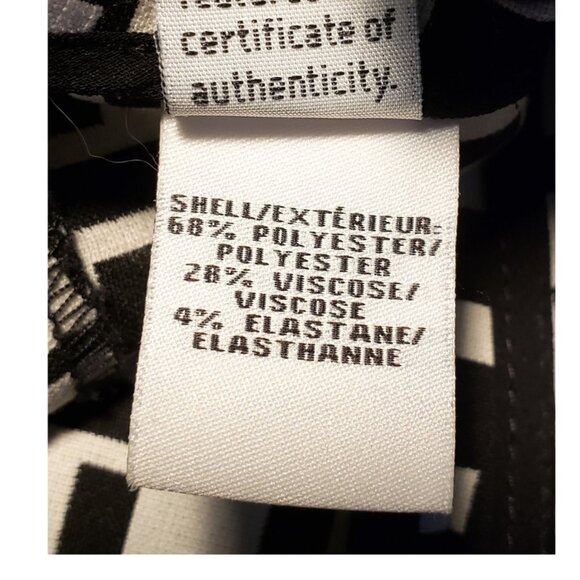 certificate of
authenticity.
SHELL/EXTÉRIEUR:
68% POLYESTER/
POLYESTER
28% VISCOSE/
VISCOSE
4% ELASTANE/
ELASTHANNE